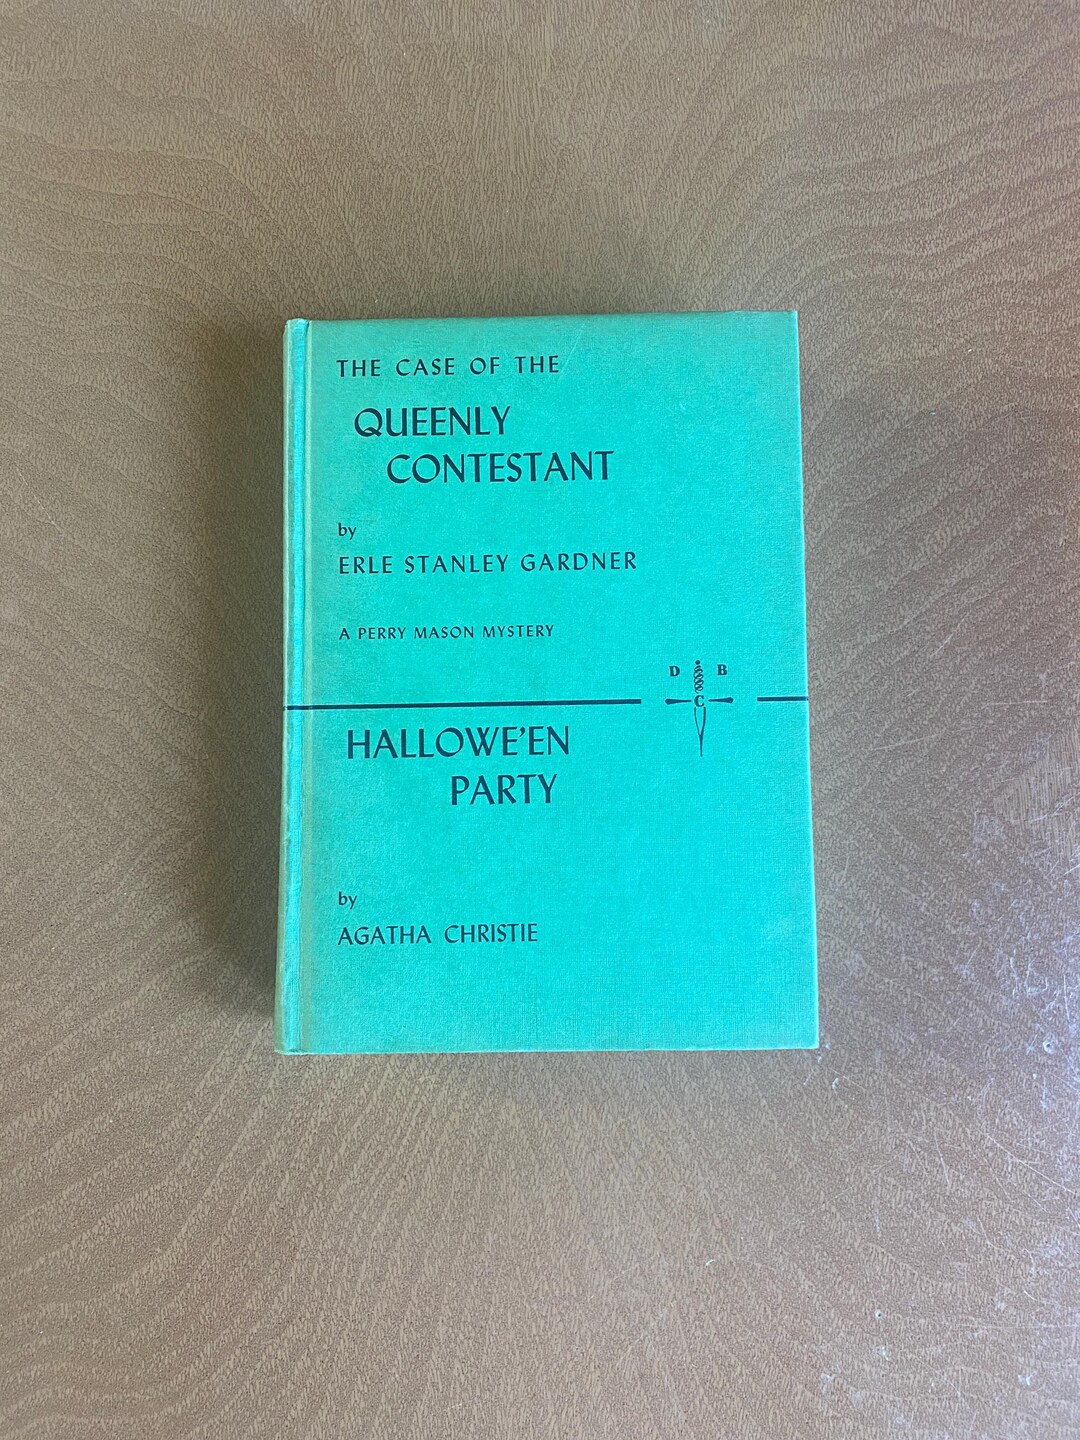 THE CASE OF THE
QUEENLY
CONTESTANT
by
ERLE STANLEY GARDNER
A PERRY MASON MYSTERY
D B
C
HALLOWE'EN
PARTY
by
AGATHA CHRISTIE